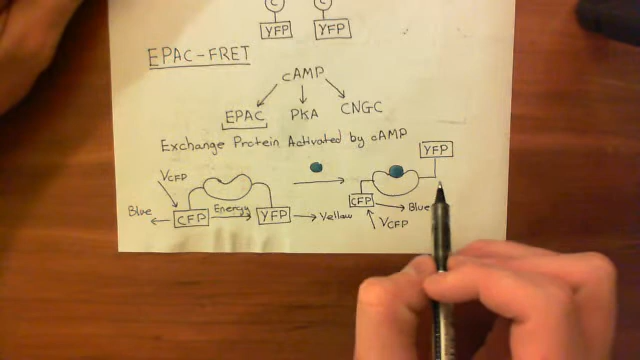 C C
YFP YFP
EPAC-FRET
cAMP
EPAC PKA CNGC
Exchange Protein Activated by cAMP
YFP
VCFP
Blue CFP Energy YFP Yellow
CFP Blue
VCFP